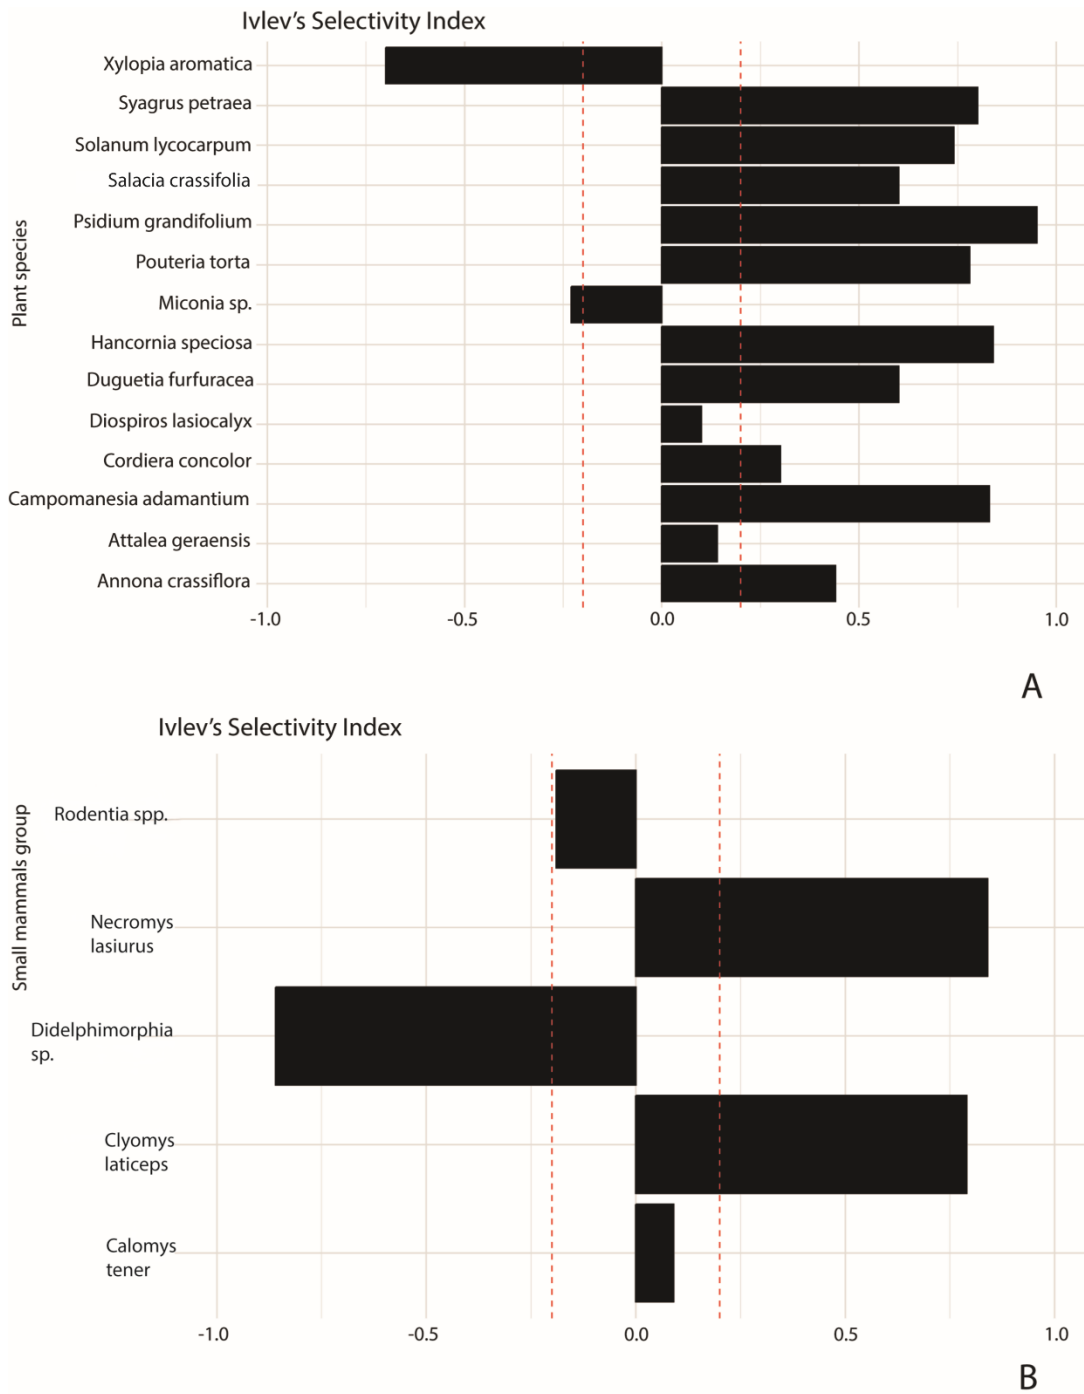 Ivlev's Selectivity Index
Plant species
Xylopia aromatica
Syagrus petraea
Solanum lycocarpum
Salacia crassifolia
Psidium grandifolium
Pouteria torta
Miconia sp.
Hancornia speciosa
Duguetia furfuracea
Diospiros lasiocalyx
Cordiera concolor
Campomanesia adamantium
Attalea geraensis
Annona crassiflora
-1.0 -0.5 0.0 0.5 1.0
A
Ivlev's Selectivity Index
Small mammals group
Rodentia spp.
Necromys
lasiurus
Didelphimorphia
sp.
Clyomys
laticeps
Calomys
tener
-1.0 -0.5 0.0 0.5 1.0
B